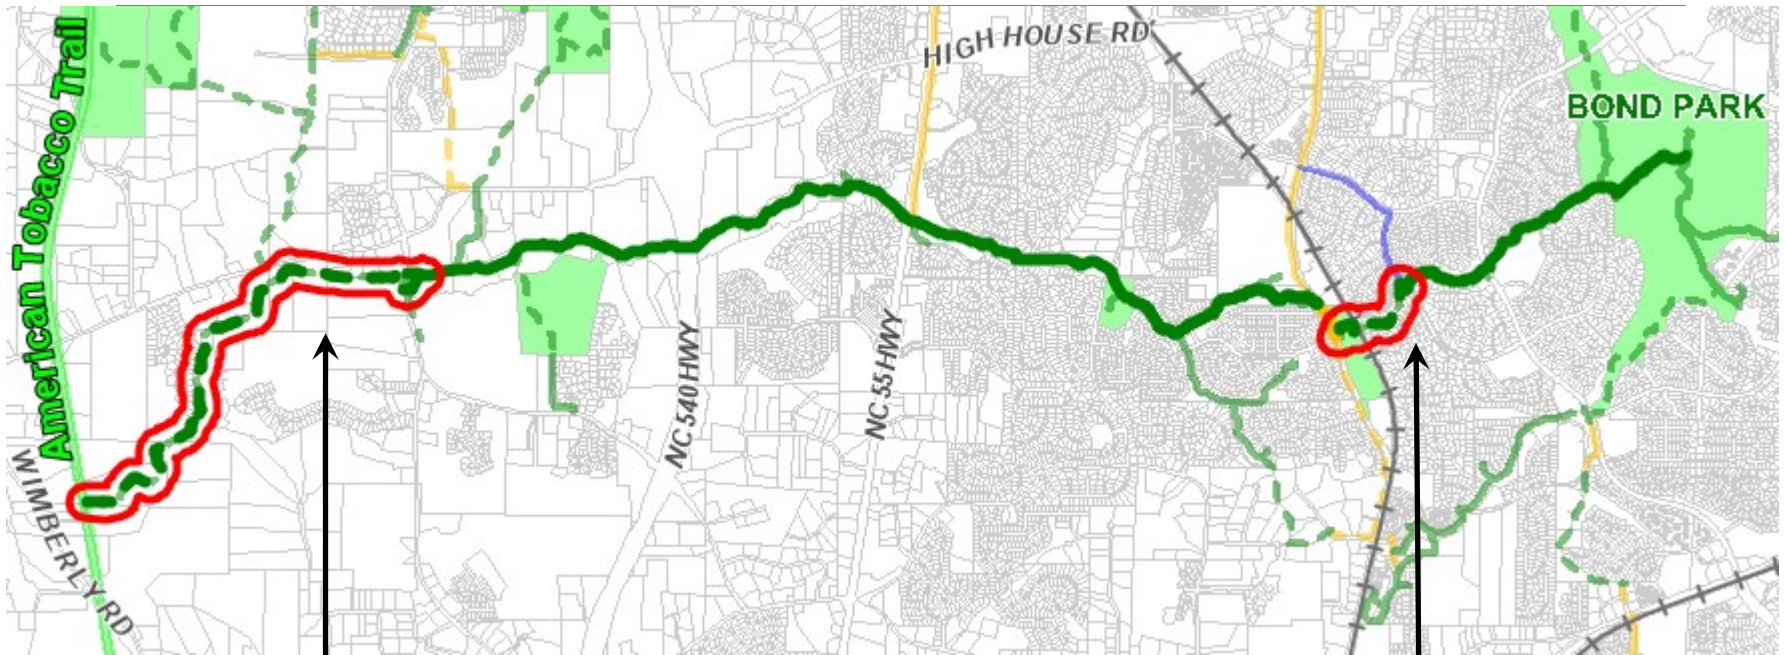 American Tobacco Trail
HIGH HOUSE RD
BOND PARK
NC 540 HWY
NC 55 HWY
WIMBERLY RD